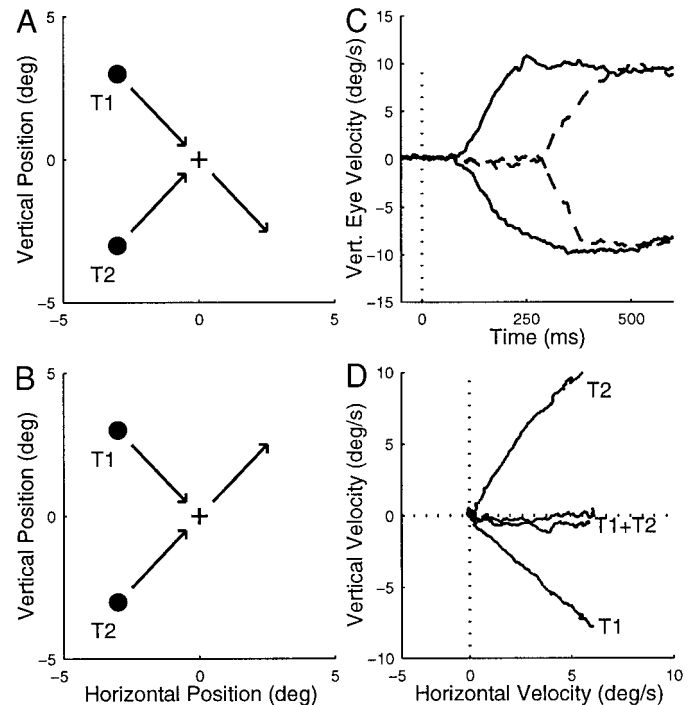 A
5
Vertical Position (deg)
T1
0
T2
−5
−5
0
5
C
15
10
5
0
−5
−10
−15
Vert. Eye Velocity (deg/s)
0
250
500
Time (ms)
B
5
Vertical Position (deg)
T1
0
T2
−5
−5
0
5
Horizontal Position (deg)
D
10
5
0
−5
−10
Vertical Velocity (deg/s)
T2
T1+T2
T1
0
5
10
Horizontal Velocity (deg/s)